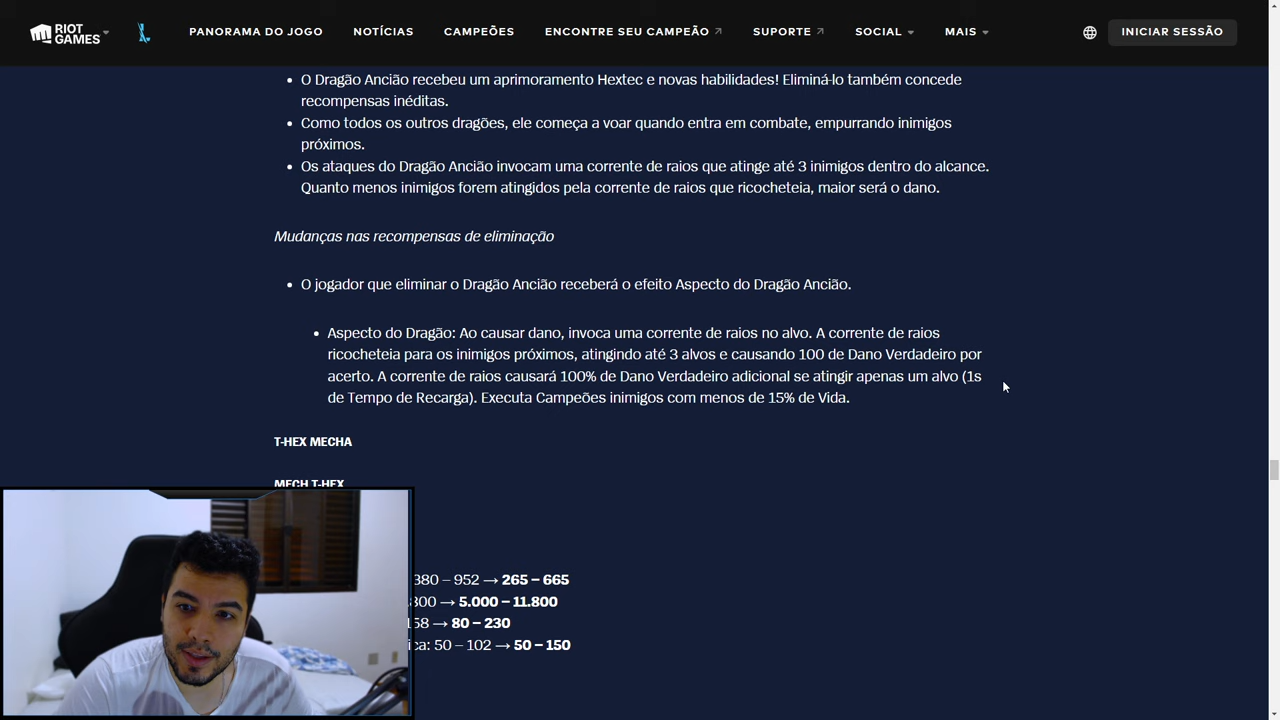 RIOT GAMES
PANORAMA DO JOGO
NOTÍCIAS
CAMPEÕES
ENCONTRE SEU CAMPEÃO
SUPORTE
SOCIAL
MAIS
INICIAR SESSÃO
• O Dragão Ancião recebeu um aprimoramento Hextec e novas habilidades! Eliminá-lo também concede
recompensas inéditas.
• Como todos os outros dragões, ele começa a voar quando entra em combate, empurrando inimigos
próximos.
• Os ataques do Dragão Ancião invocam uma corrente de raios que atinge até 3 inimigos dentro do alcance.
Quanto menos inimigos forem atingidos pela corrente de raios que ricocheteia, maior será o dano.
Mudanças nas recompensas de eliminação
• O jogador que eliminar o Dragão Ancião receberá o efeito Aspecto do Dragão Ancião.
• Aspecto do Dragão: Ao causar dano, invoca uma corrente de raios no alvo. A corrente de raios
ricocheteia para os inimigos próximos, atingindo até 3 alvos e causando 100 de Dano Verdadeiro por
acerto. A corrente de raios causará 100% de Dano Verdadeiro adicional se atingir apenas um alvo (1s
de Tempo de Recarga). Executa Campeões inimigos com menos de 15% de Vida.
T-HEX MECHA
MECH T-HEX
380 – 952 → 265 – 665
800 → 5.000 – 11.800
158 → 80 – 230
ica: 50 – 102 → 50 – 150